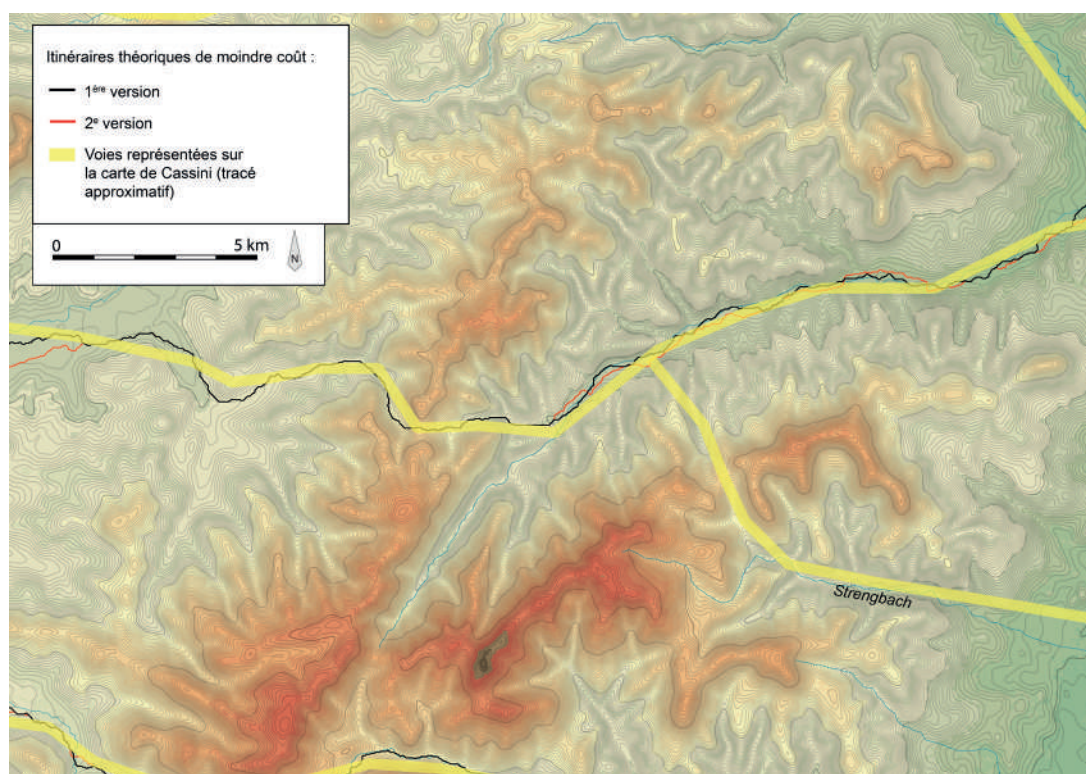 Itinéraires théoriques de moindre coût :
1ère version
2e version
Voies représentées sur
la carte de Cassini (tracé
approximatif)
0 5 km
N
Strengbach